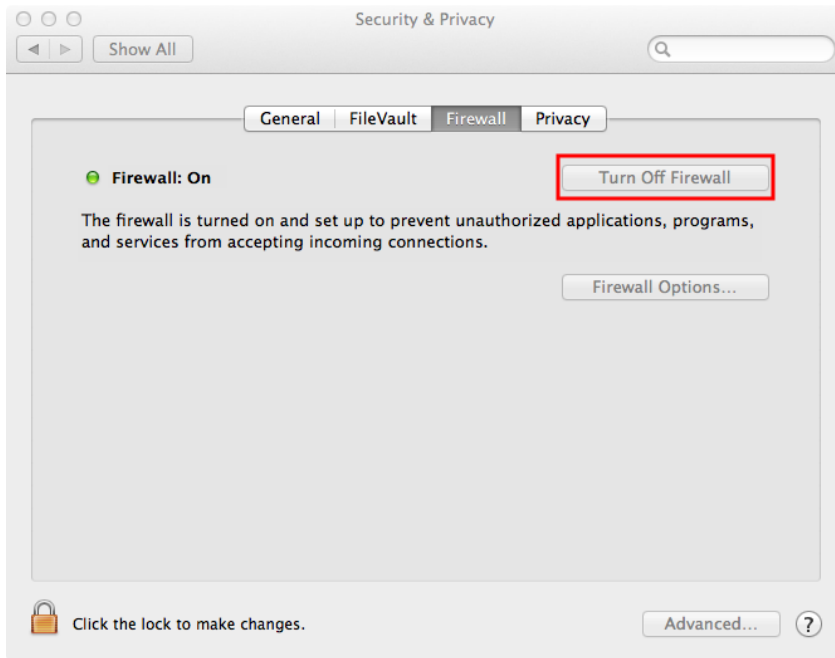 Security & Privacy
Show All
General FileVault Firewall Privacy
Firewall: On Turn Off Firewall
The firewall is turned on and set up to prevent unauthorized applications, programs,
and services from accepting incoming connections.
Firewall Options...
Click the lock to make changes. Advanced... ?